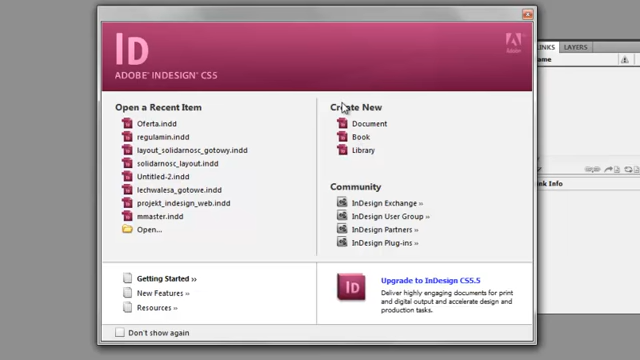 Id
ADOBE® INDESIGN® CS5
Adobe
Open a Recent Item
Oferta.indd
regulamin.indd
layout_solidarnosc_gotowy.indd
solidarnosc_layout.indd
Untitled-2.indd
lechwalesa_gotowe.indd
projekt_indesign_web.indd
mmaster.indd
Open...
Create New
Document
Book
Library
Community
InDesign Exchange »
InDesign User Group »
InDesign Partners »
InDesign Plug-ins »
Getting Started »
New Features »
Resources »
Id
Upgrade to InDesign CS5.5
Deliver highly engaging documents for print
and digital output and accelerate design and
production tasks.
Don't show again
LINKS LAYERS
ame
ink Info